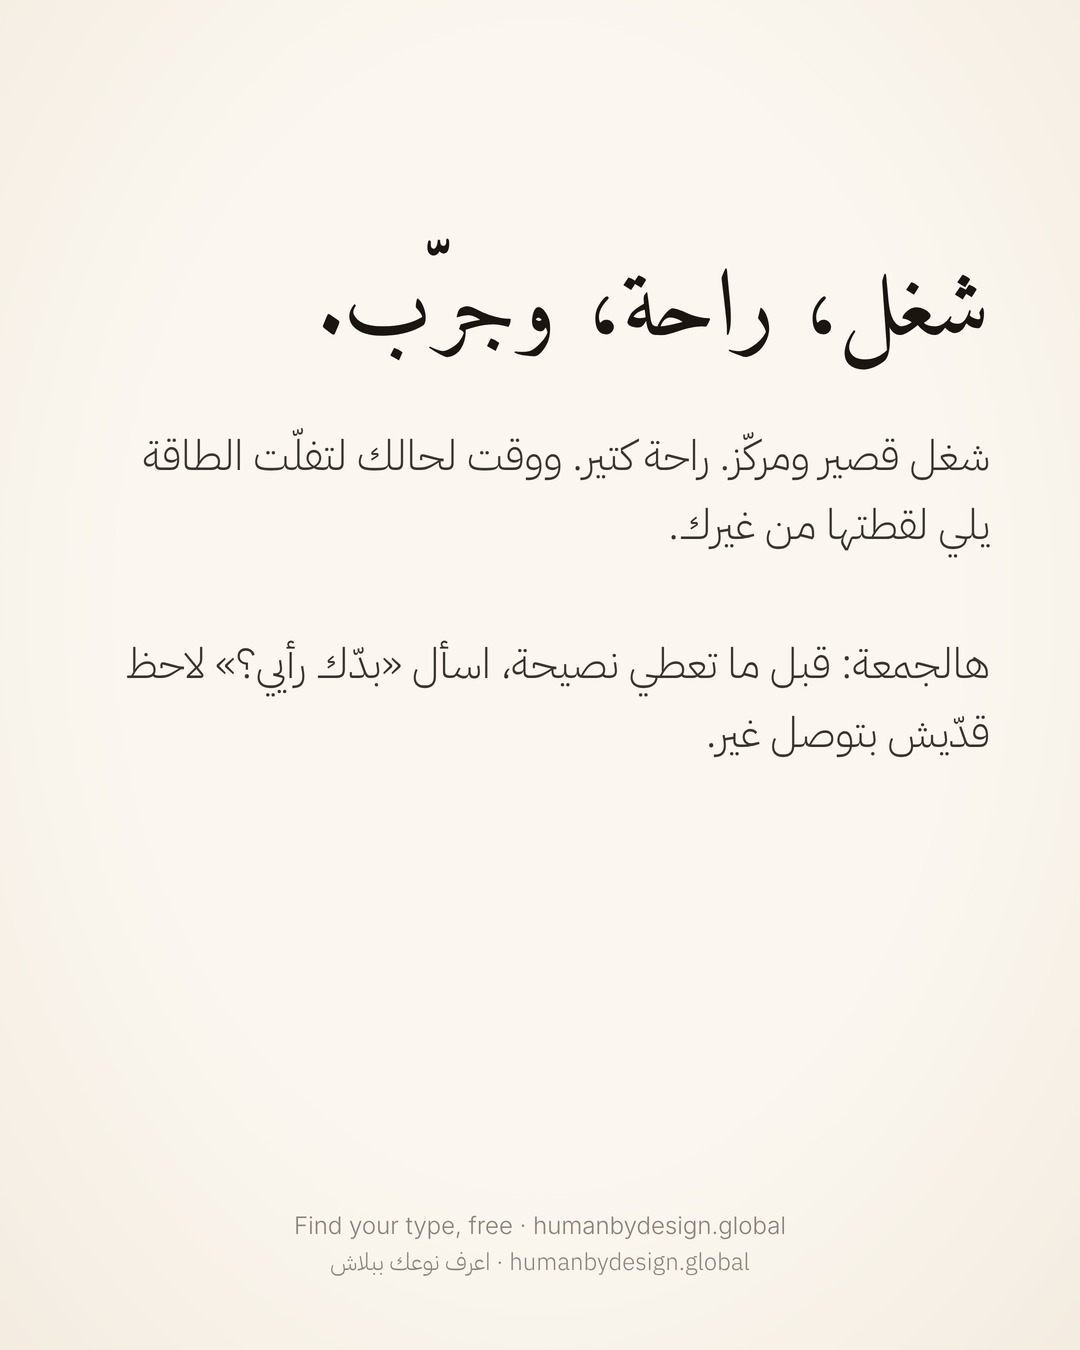 شغل، راحة، وجرّب.
شغل قصير ومركّز. راحة كتير. ووقت لحالك لتفلّت الطاقة
يلي لقطتها من غيرك.
هالجمعة: قبل ما تعطي نصيحة، اسأل «بدّك رأيي؟» لاحظ
قدّيش بتوصل غير.
Find your type, free · humanbydesign.global
اعرف نوعك ببلاش · humanbydesign.global